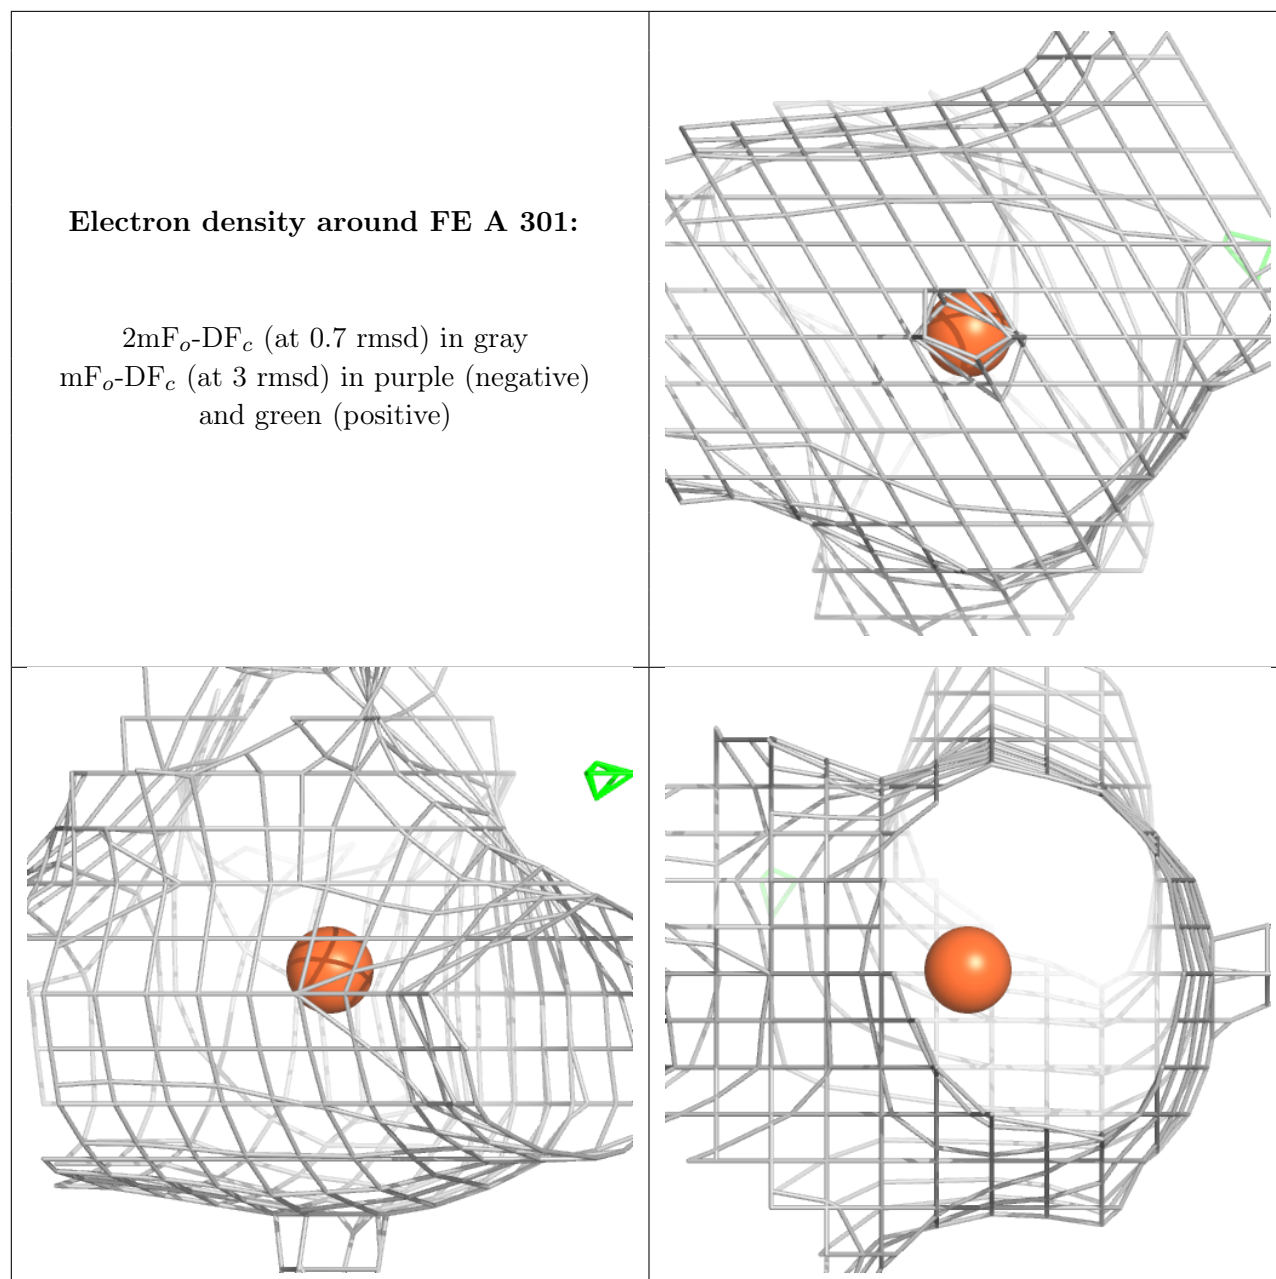 Electron density around FE A 301:
2mFo-DFc (at 0.7 rmsd) in gray
mFo-DFc (at 3 rmsd) in purple (negative)
and green (positive)